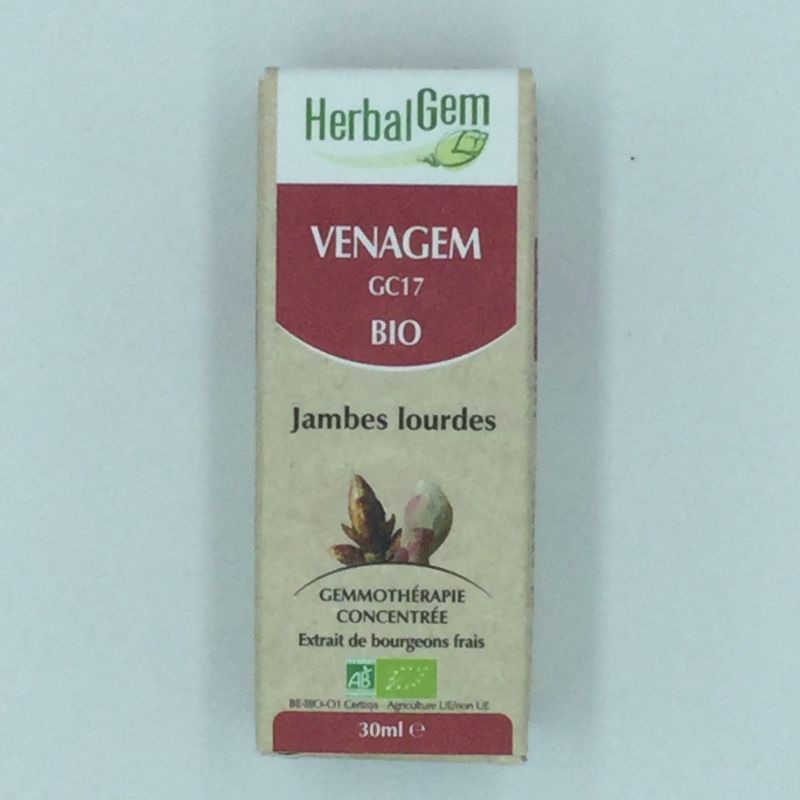 HerbalGem
VENAGEM
GC17
BIO
Jambes lourdes
GEMMOTHÉRAPIE
CONCENTRÉE
Extrait de bourgeons frais
AB
BE-BIO-01 Certisys - Agriculture UE/non UE
30ml ℮